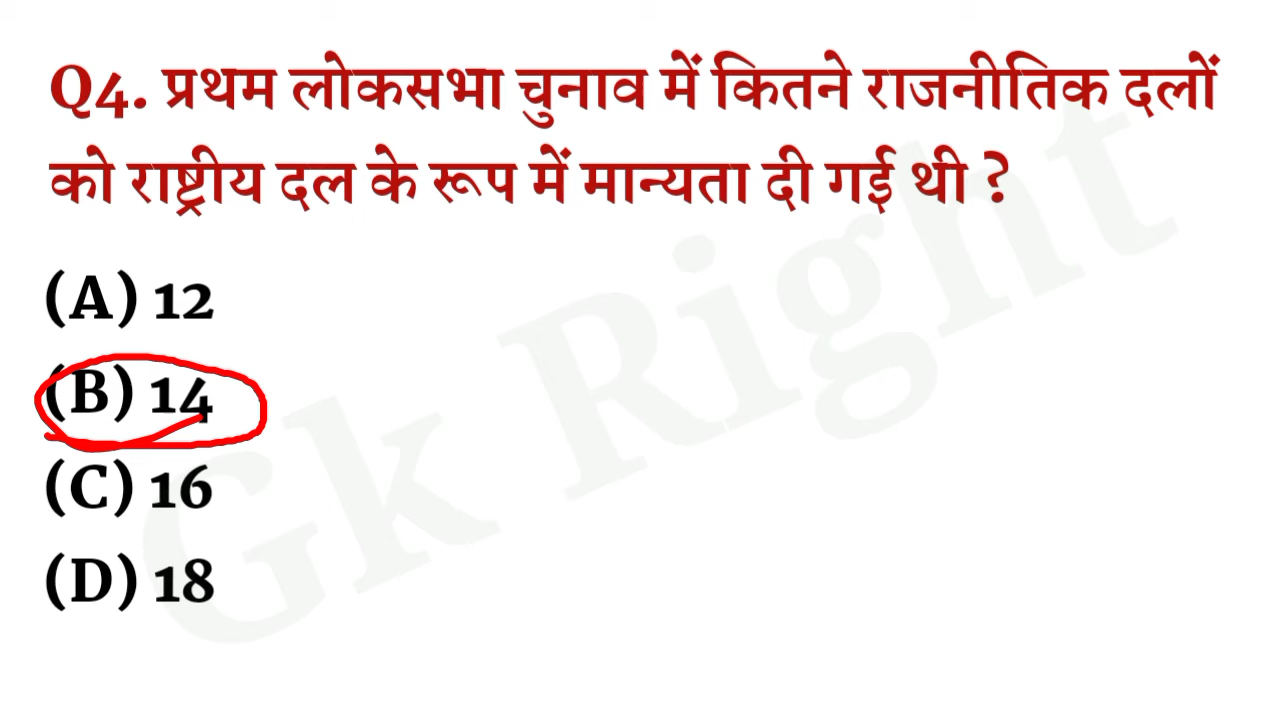 Q4. प्रथम लोकसभा चुनाव में कितने राजनीतिक दलों
को राष्ट्रीय दल के रूप में मान्यता दी गई थी ?
(A) 12
(B) 14
(C) 16
(D) 18
Gk Right